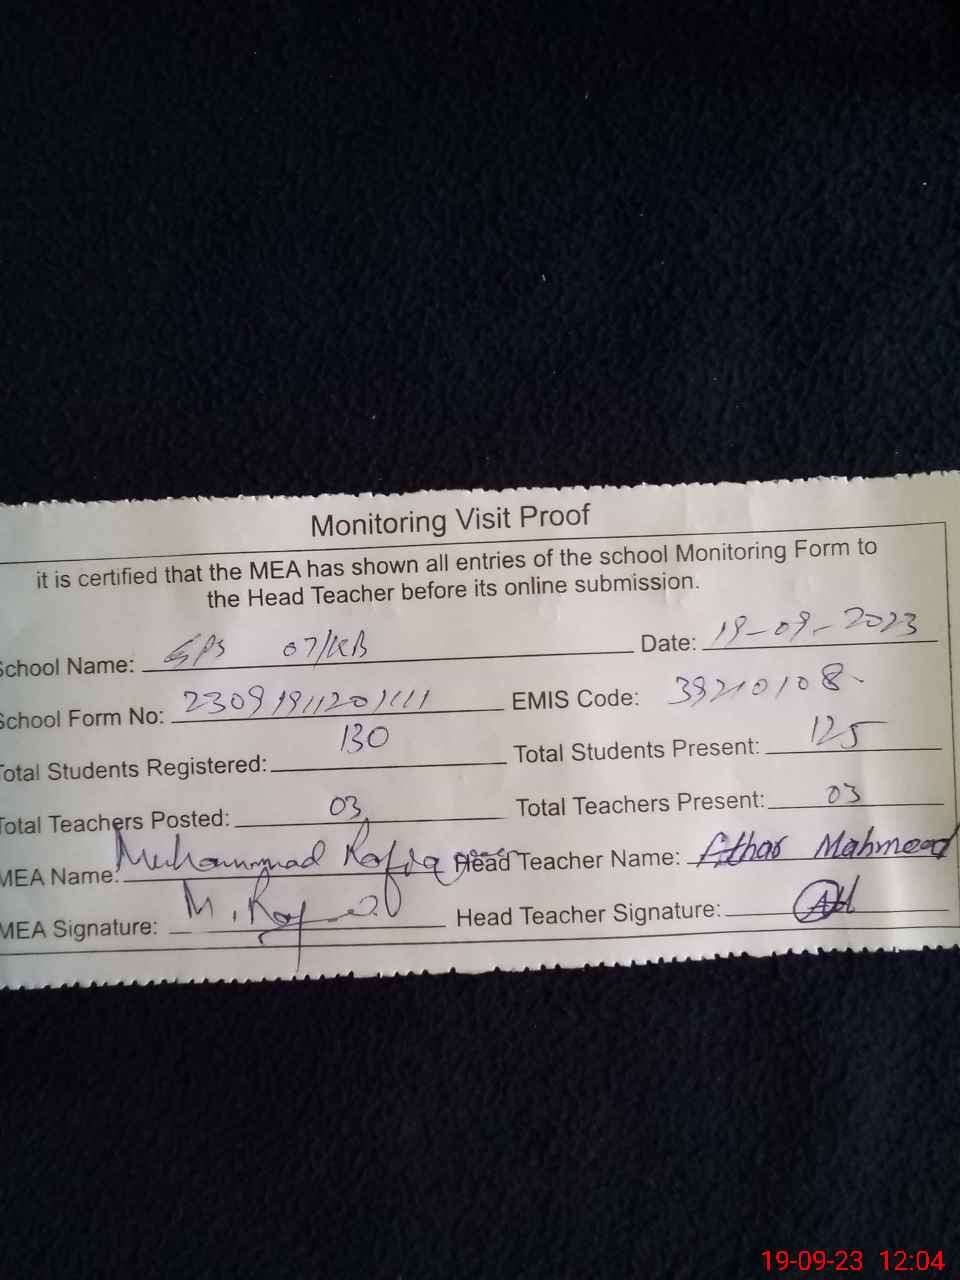 Monitoring Visit Proof
it is certified that the MEA has shown all entries of the school Monitoring Form to
the Head Teacher before its online submission.
School Name: GPS 07/KB Date: 19-09-2023
School Form No: 23091911201111 EMIS Code: 39210108
Total Students Registered: 130 Total Students Present: 125
Total Teachers Posted: 03 Total Teachers Present: 03
MEA Name: Muhammad Rafiq Head Teacher Name: Athar Mahmood
MEA Signature: M. Head Teacher Signature:
19-09-23 12:04